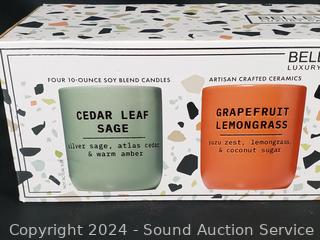 BELLE
BELL
LUXURY
FOUR 10-OUNCE SOY BLEND CANDLES
ARTISAN CRAFTED CERAMICS
CEDAR LEAF
SAGE
silver sage, atlas cedar
& warm amber
GRAPEFRUIT
LEMONGRASS
yuzu zest, lemongrass,
& coconut sugar
Copyright 2024 - Sound Auction Service